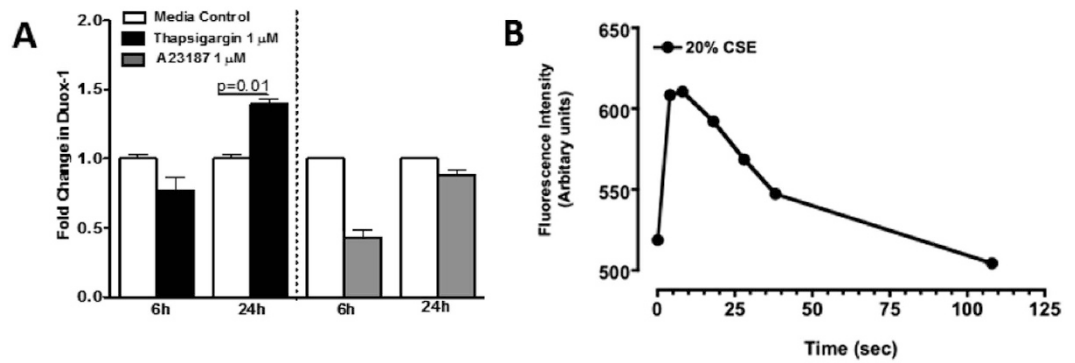 A
Fold Change in Duox-1
2.0
1.5
1.0
0.5
0.0
Media Control
Thapsigargin 1 µM
A23187 1 µM
p=0.01
6h
24h
6h
24h
B
Fluorescence Intensity
(Arbitary units)
650
600
550
500
20% CSE
0
25
50
75
100
125
Time (sec)